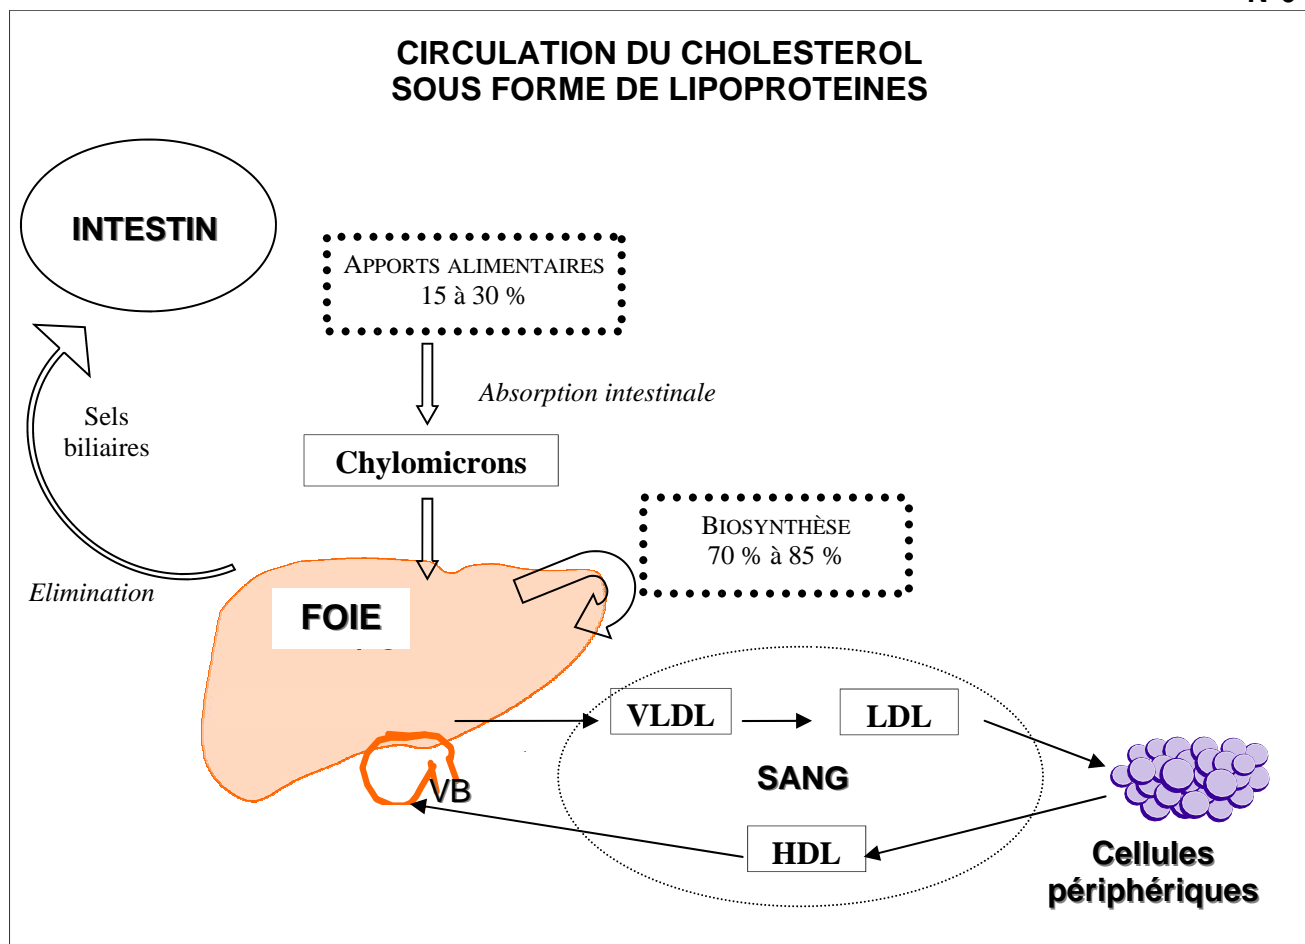 CIRCULATION DU CHOLESTEROL
SOUS FORME DE LIPOPROTEINES
INTESTIN
APPORTS ALIMENTAIRES
15 à 30 %
Absorption intestinale
Sels
biliaires
Chylomicrons
BIOSYNTHÈSE
70 % à 85 %
Elimination
FOIE
VLDL
LDL
SANG
VB
HDL
Cellules
périphériques